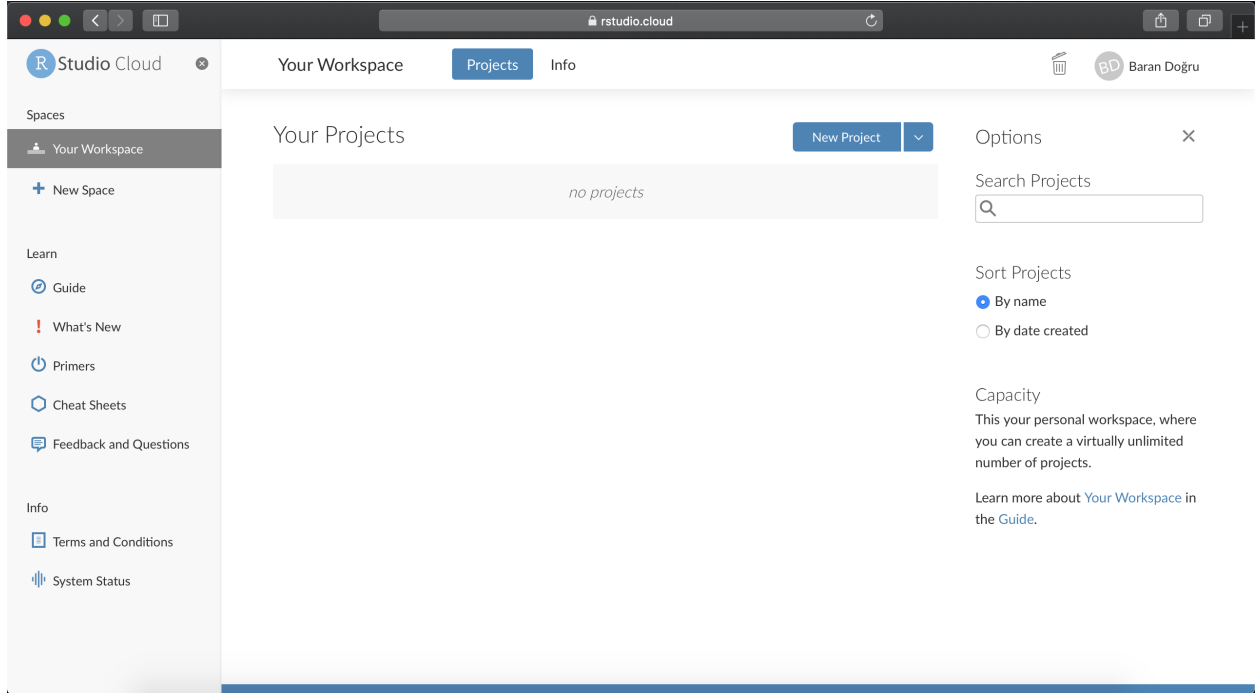 rstudio.cloud
R Studio Cloud
Your Workspace
Projects
Info
BD
Baran Doğru
Spaces
Your Workspace
New Space
Learn
Guide
What's New
Primers
Cheat Sheets
Feedback and Questions
Info
Terms and Conditions
System Status
Your Projects
New Project
no projects
Options
Search Projects
Sort Projects
By name
By date created
Capacity
This your personal workspace, where
you can create a virtually unlimited
number of projects.
Learn more about Your Workspace in
the Guide.